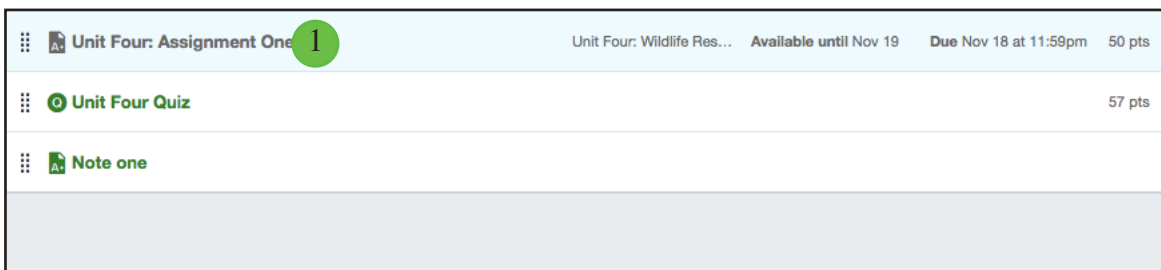 Unit Four: Assignment One 1 Unit Four: Wildlife Res... Available until Nov 19 Due Nov 18 at 11:59pm 50 pts
Q Unit Four Quiz 57 pts
A+ Note one